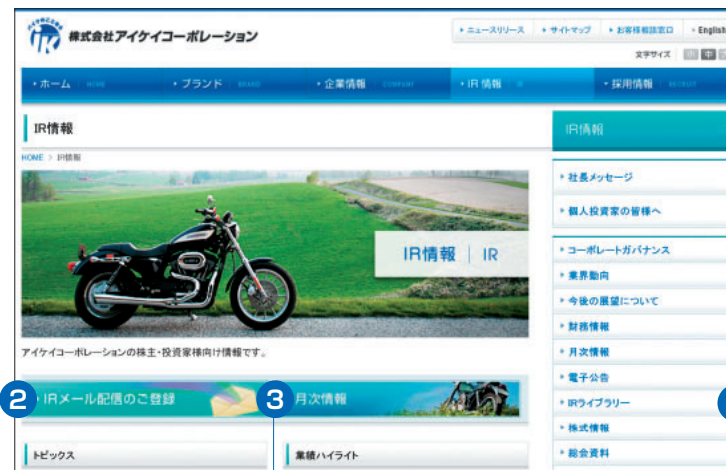 株式会社アイケイコーポレーション
ニュースリリース サイトマップ お客様相談窓口 English
文字サイズ 小 中
ホーム HOME ブランド BRAND 企業情報 COMPANY IR 情報 IR 採用情報 RECRUIT
IR情報
HOME > IR情報
IR情報 IR
アイケイコーポレーションの株主・投資家様向け情報です。
2 IRメール配信のご登録
3 月次情報
トピックス
業績ハイライト
IR情報
社長メッセージ
個人投資家の皆様へ
コーポレートガバナンス
業界動向
今後の展望について
財務情報
月次情報
電子公告
IRライブラリー
株式情報
総会資料